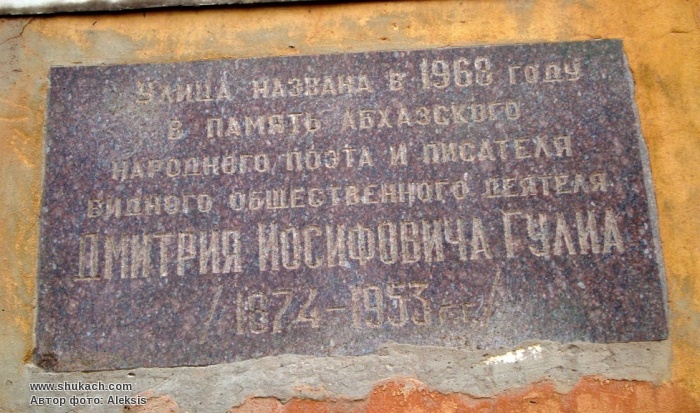 Улица названа в 1968 году
в память абхазского
народного поэта и писателя
видного общественного деятеля
Дмитрия Иосифовича Гулиа
/1874-1953 гг./
www.shukach.com
Автор фото: Aleksis